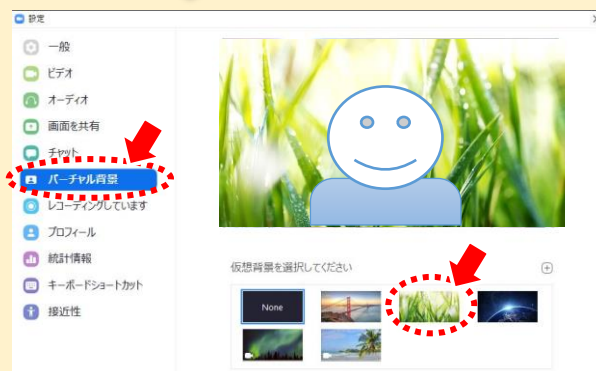 設定
一般
ビデオ
オーディオ
画面を共有
チャット
バーチャル背景
レコーディングしています
プロフィール
統計情報
キーボードショートカット
接近性
仮想背景を選択してください
None